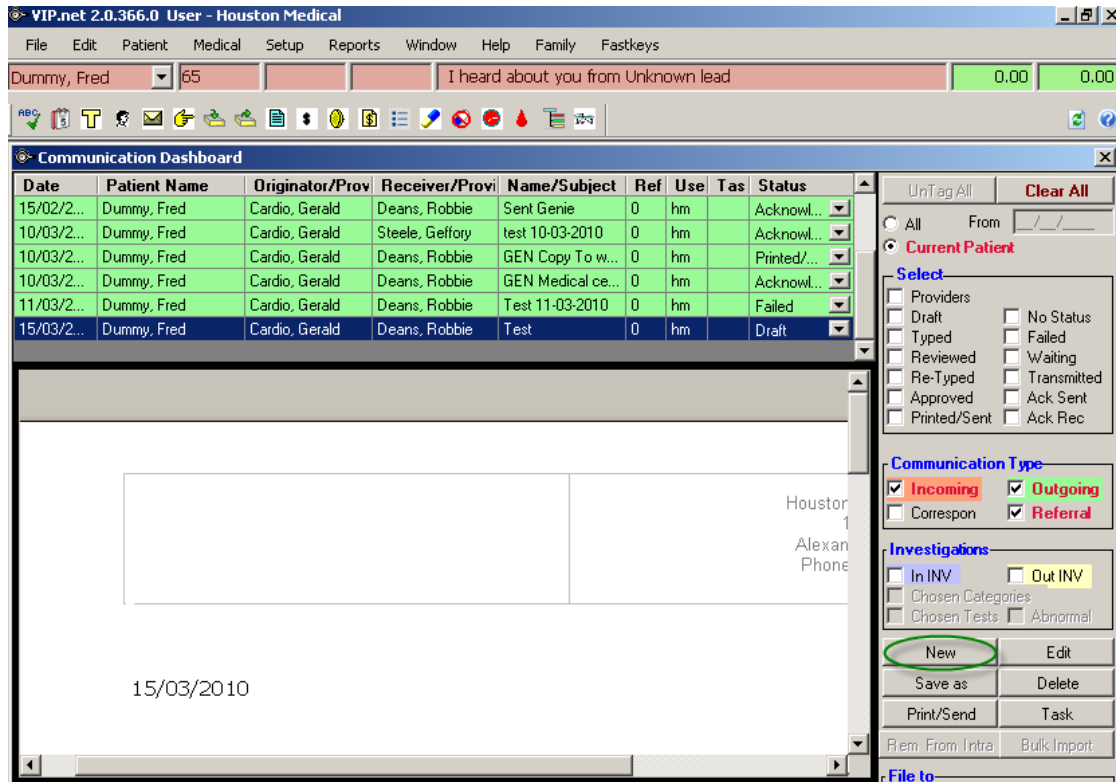 VIP.net 2.0.366.0 User - Houston Medical
File Edit Patient Medical Setup Reports Window Help Family Fastkeys
Dummy, Fred 65 I heard about you from Unknown lead 0.00 0.00
ABC T $ $
Communication Dashboard
Date Patient Name Originator/Prov Receiver/Provi Name/Subject Ref Use Tas Status
15/02/2... Dummy, Fred Cardio, Gerald Deans, Robbie Sent Genie 0 hm Acknowl...
10/03/2... Dummy, Fred Cardio, Gerald Steele, Geffory test 10-03-2010 0 hm Acknowl...
10/03/2... Dummy, Fred Cardio, Gerald Deans, Robbie GEN Copy To w... 0 hm Printed/...
10/03/2... Dummy, Fred Cardio, Gerald Deans, Robbie GEN Medical ce... 0 hm Acknowl...
11/03/2... Dummy, Fred Cardio, Gerald Deans, Robbie Test 11-03-2010 0 hm Failed
15/03/2... Dummy, Fred Cardio, Gerald Deans, Robbie Test 0 hm Draft
Houston
1
Alexan
Phone
15/03/2010
UnTag All Clear All
All From __/__/____
Current Patient
Select
Providers
Draft No Status
Typed Failed
Reviewed Waiting
Re-Typed Transmitted
Approved Ack Sent
Printed/Sent Ack Rec
Communication Type
Incoming Outgoing
Correspon Referral
Investigations
In INV Out INV
Chosen Categories
Chosen Tests Abnormal
New Edit
Save as Delete
Print/Send Task
Rem From Intra Bulk Import
File to